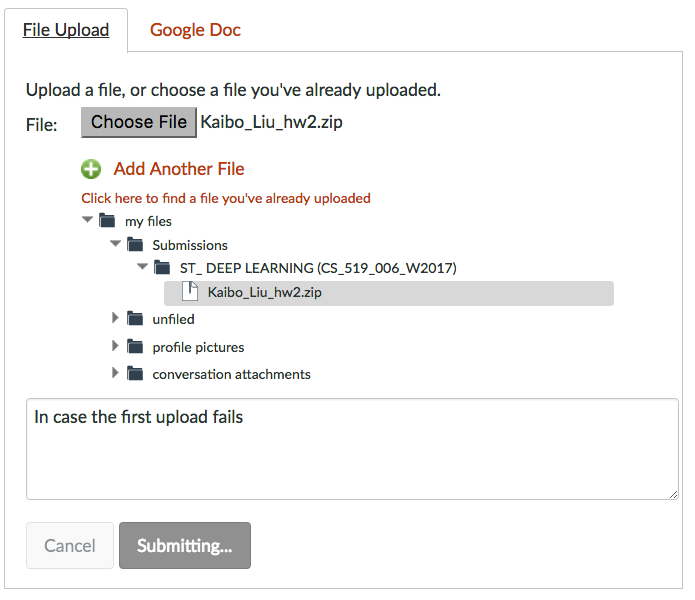 File Upload Google Doc
Upload a file, or choose a file you've already uploaded.
File: Choose File Kaibo_Liu_hw2.zip
Add Another File
Click here to find a file you've already uploaded
my files
Submissions
ST_ DEEP LEARNING (CS_519_006_W2017)
Kaibo_Liu_hw2.zip
unfiled
profile pictures
conversation attachments
In case the first upload fails
Cancel Submitting...